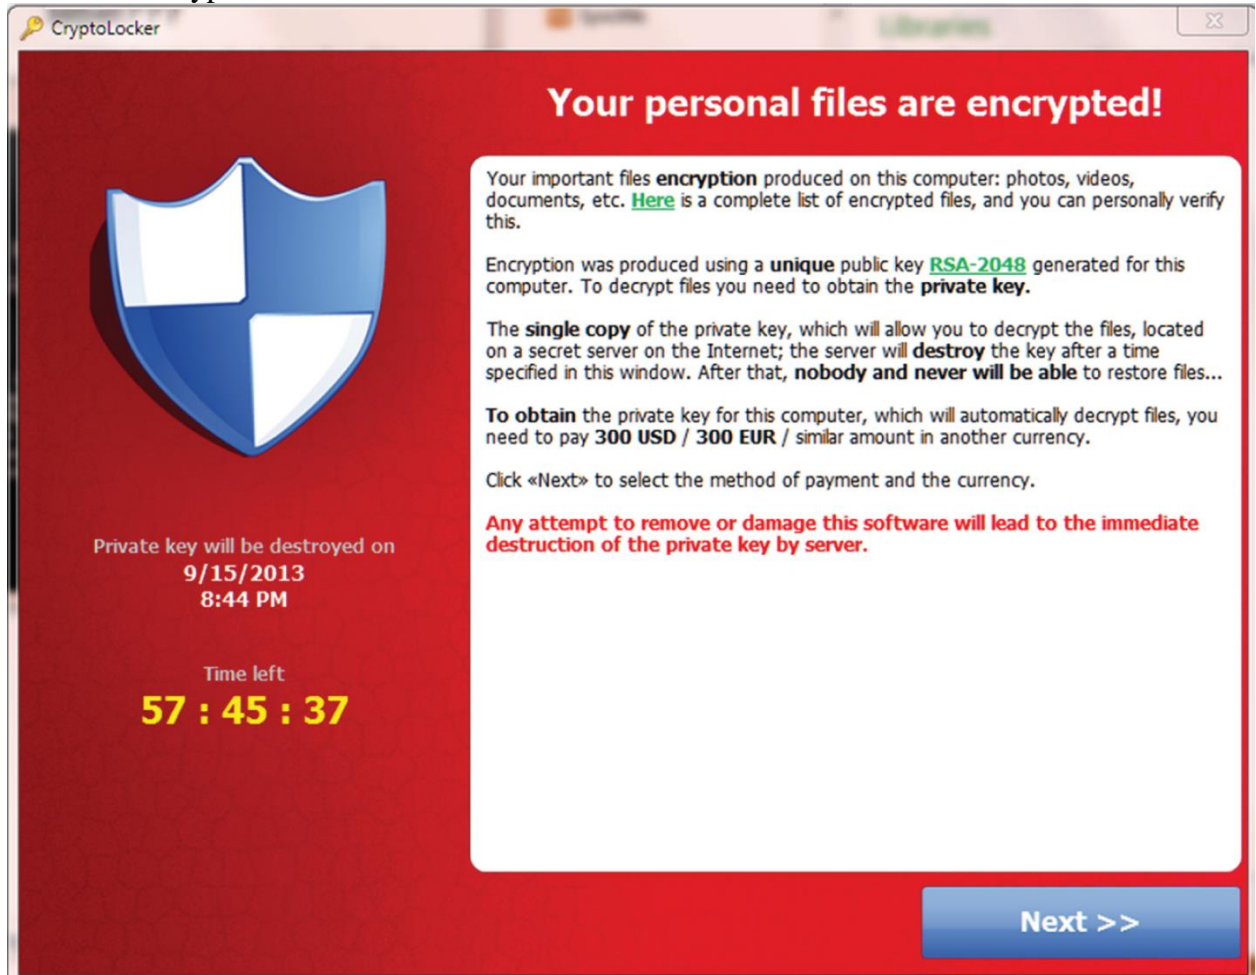 CryptoLocker
Libraries
Your personal files are encrypted!
Your important files encryption produced on this computer: photos, videos,
documents, etc. Here is a complete list of encrypted files, and you can personally verify
this.
Encryption was produced using a unique public key RSA-2048 generated for this
computer. To decrypt files you need to obtain the private key.
The single copy of the private key, which will allow you to decrypt the files, located
on a secret server on the Internet; the server will destroy the key after a time
specified in this window. After that, nobody and never will be able to restore files...
To obtain the private key for this computer, which will automatically decrypt files, you
need to pay 300 USD / 300 EUR / similar amount in another currency.
Click «Next» to select the method of payment and the currency.
Any attempt to remove or damage this software will lead to the immediate
destruction of the private key by server.
Private key will be destroyed on
9/15/2013
8:44 PM
Time left
57 : 45 : 37
Next >>